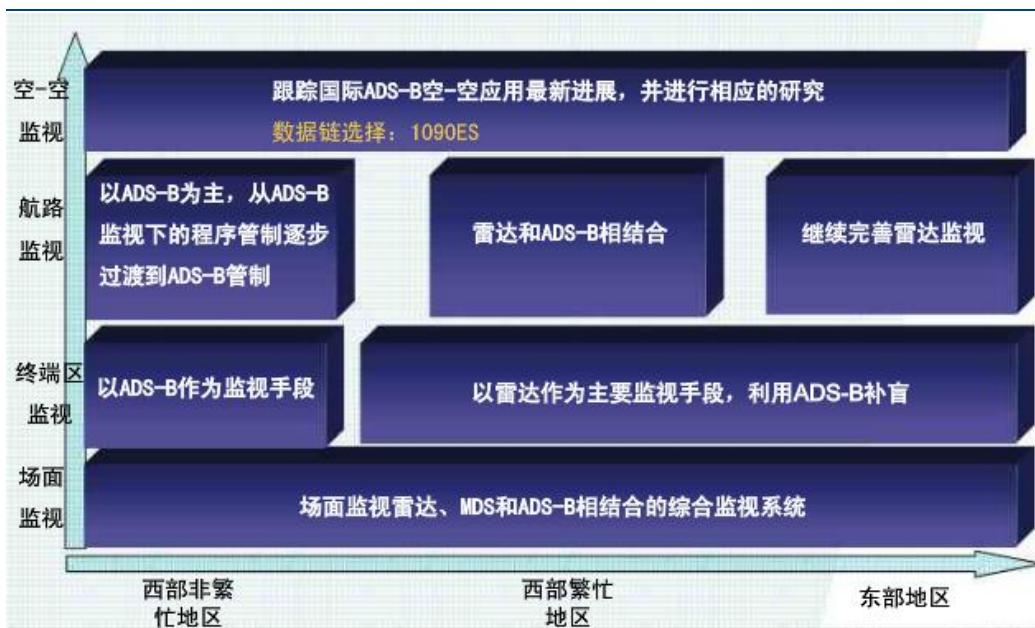 空-空
监视
跟踪国际ADS-B空-空应用最新进展，并进行相应的研究
数据链选择：1090ES
航路
监视
以ADS-B为主，从ADS-B
监视下的程序管制逐步
过渡到ADS-B管制
雷达和ADS-B相结合
继续完善雷达监视
终端区
监视
以ADS-B作为监视手段
以雷达作为主要监视手段，利用ADS-B补盲
场面
监视
场面监视雷达、MDS和ADS-B相结合的综合监视系统
西部非繁
忙地区
西部繁忙
地区
东部地区